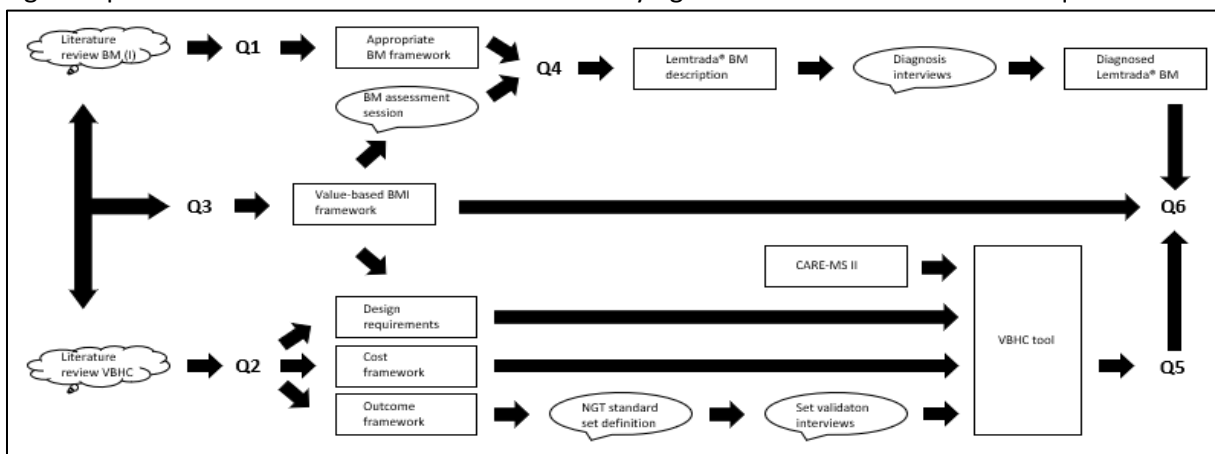 Literature
review BM (I)
Q1
Appropriate
BM framework
BM assessment
session
Q4
Lemtrada® BM
description
Diagnosis
interviews
Diagnosed
Lemtrada® BM
Q3
Value-based BMI
framework
Q6
CARE-MS II
Literature
review VBHC
Q2
Design
requirements
Cost
framework
Outcome
framework
NGT standard
set definition
Set validaton
interviews
VBHC tool
Q5